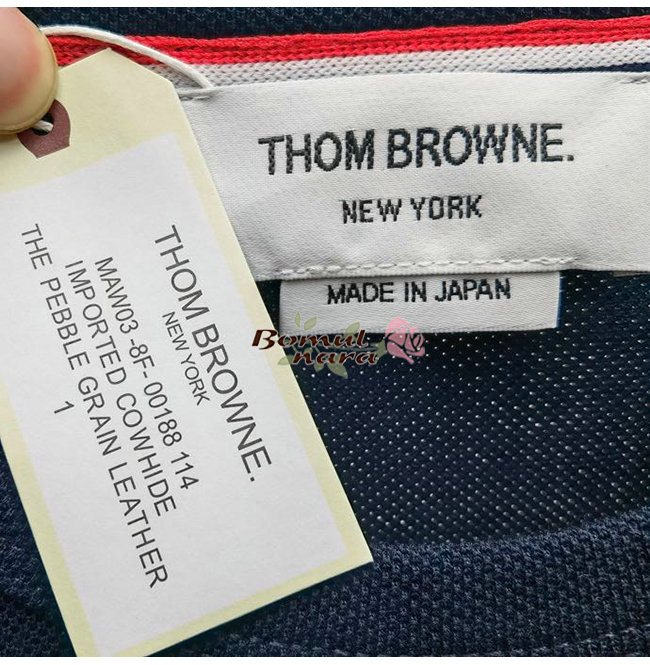 THOM BROWNE.
NEW YORK
MADE IN JAPAN
Bomul
nara
THOM BROWNE.
NEW YORK
MAW03 -8F- 00188 114
IMPORTED COWHIDE
THE PEBBLE GRAIN LEATHER
1